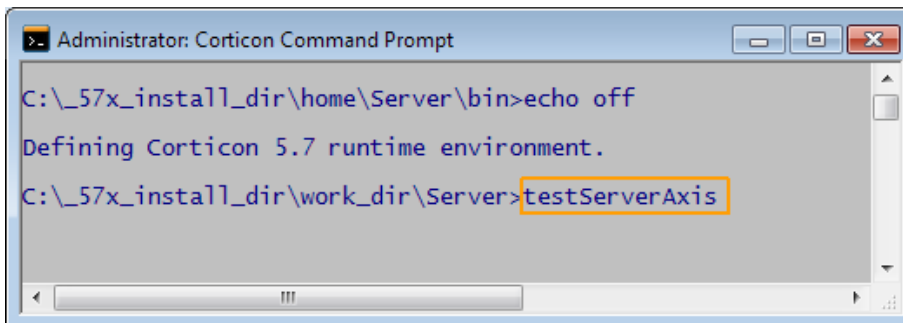 Administrator: Corticon Command Prompt
C:\_57x_install_dir\home\Server\bin>echo off
Defining Corticon 5.7 runtime environment.
C:\_57x_install_dir\work_dir\Server>testServerAxis